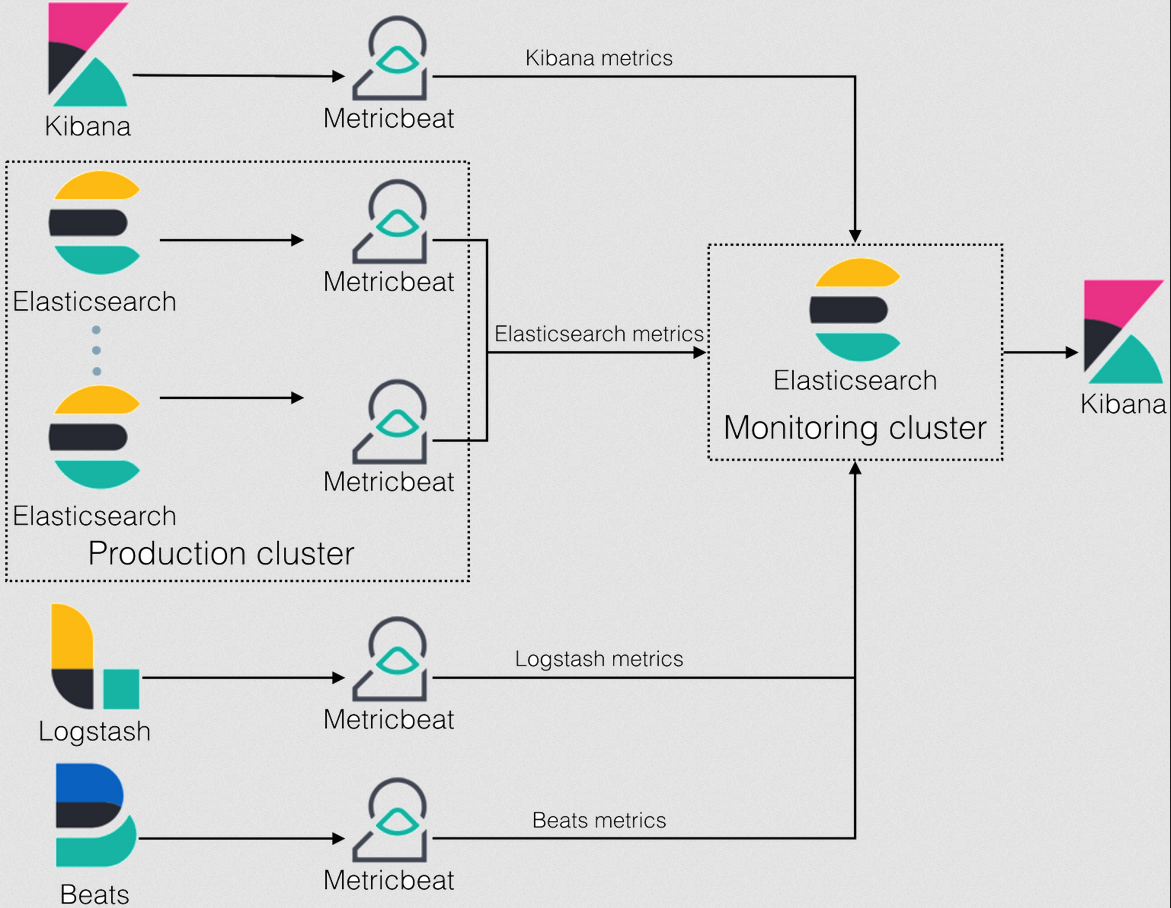 Kibana metrics
Kibana
Metricbeat
Elasticsearch
Metricbeat
Elasticsearch metrics
Elasticsearch
Metricbeat
Elasticsearch
Monitoring cluster
Kibana
Production cluster
Logstash metrics
Logstash
Metricbeat
Beats metrics
Beats
Metricbeat